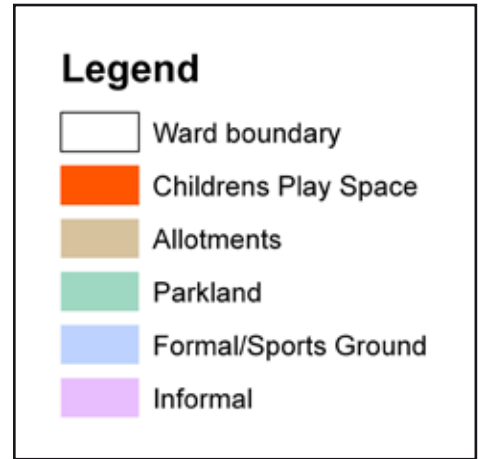 Legend
Ward boundary
Childrens Play Space
Allotments
Parkland
Formal/Sports Ground
Informal